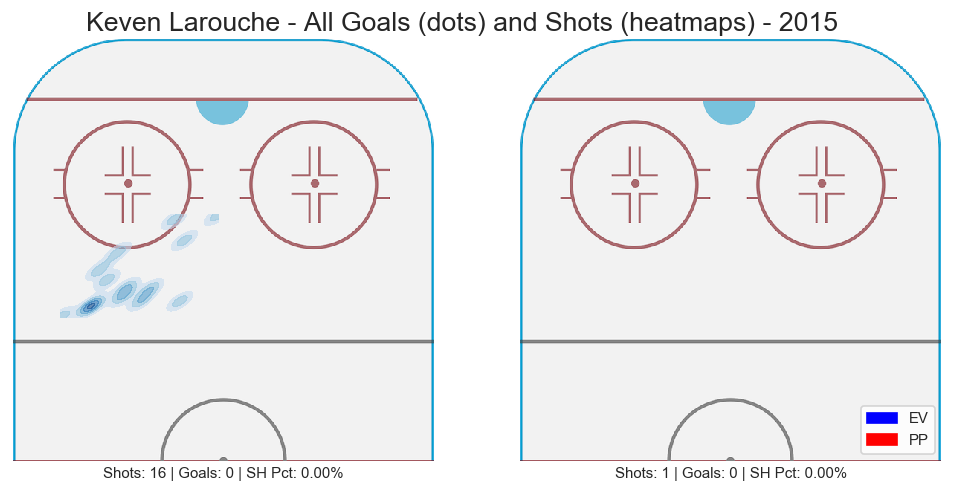 Keven Larouche - All Goals (dots) and Shots (heatmaps) - 2015
EV
PP
Shots: 16 | Goals: 0 | SH Pct: 0.00%
Shots: 1 | Goals: 0 | SH Pct: 0.00%